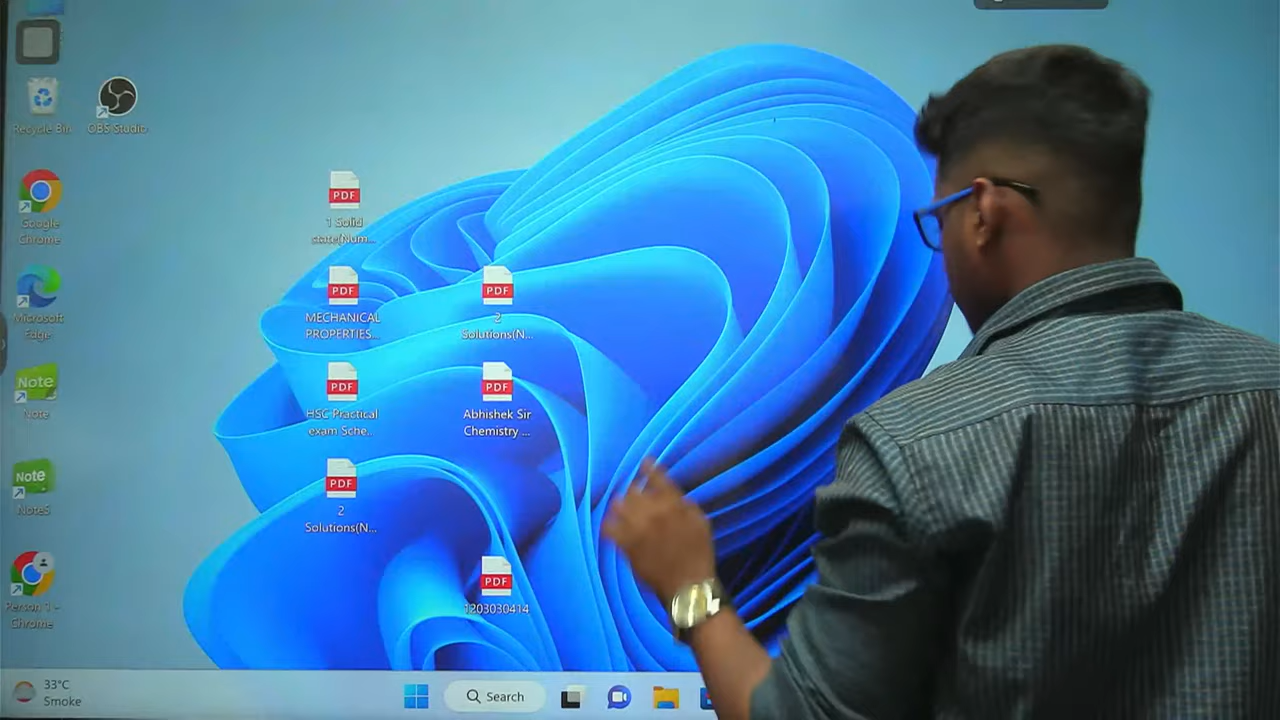 Recycle Bin
OBS Studio
Google
Chrome
Microsoft
Edge
Note
Note
Note
Note5
Person 1 -
Chrome
PDF
1 Solid
state(Num...
PDF
MECHANICAL
PROPERTIES...
PDF
2
Solutions(N...
PDF
HSC Practical
exam Sche...
PDF
Abhishek Sir
Chemistry ...
PDF
2
Solutions(N...
PDF
1203030414
33°C
Smoke
Search